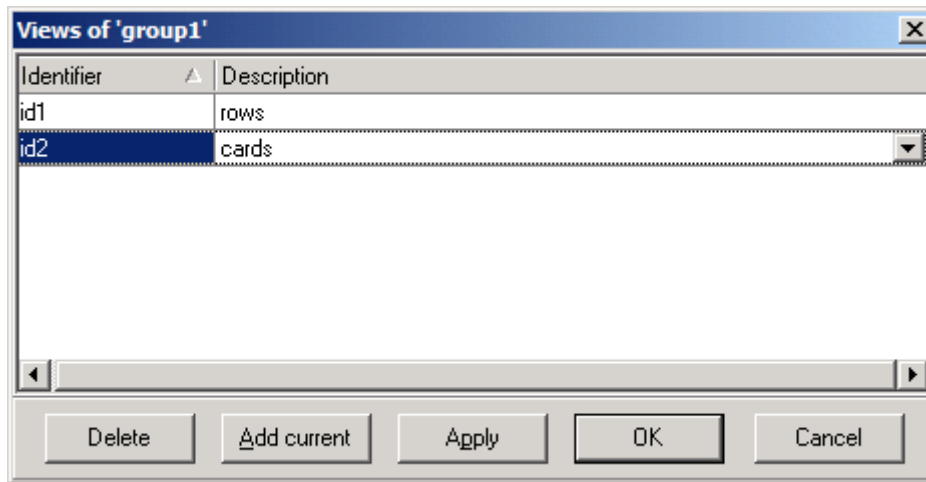 Views of 'group1'
Identifier Description
id1 rows
id2 cards
Delete Add current Apply OK Cancel